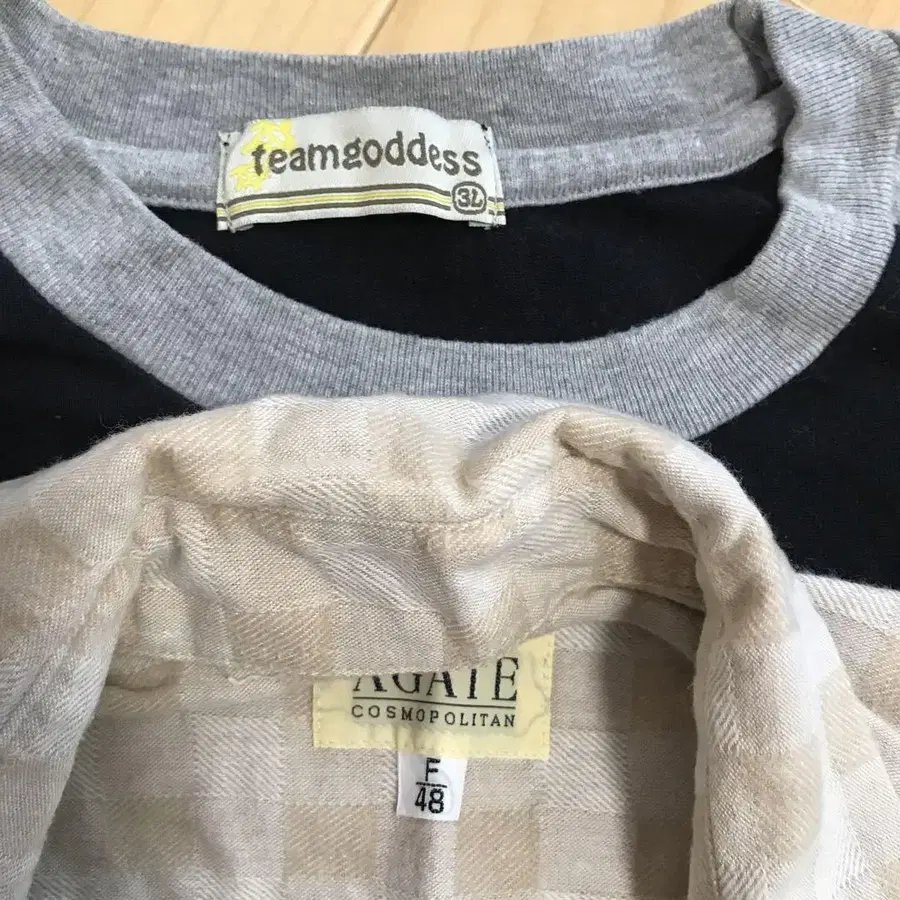 teamgoddess
3L
AGATE
COSMOPOLITAN
F
48